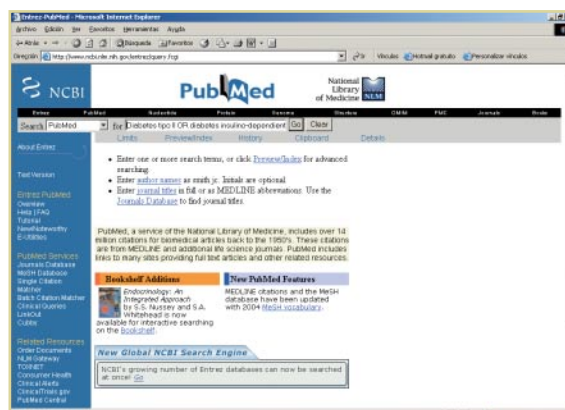 Entrez-PubMed - Microsoft Internet Explorer
Archivo Edición Ver Favoritos Herramientas Ayuda
Atrás Búsqueda Favoritos
Dirección http://www.ncbi.nlm.nih.gov/entrez/query.fcgi Ir Vínculos Hotmail gratuito Personalizar vínculos
NCBI
PubMed
National
Library
of Medicine NLM
Entrez PubMed Nucleotide Protein Genome Structure OMIM PMC Journals Books
Search PubMed for Diabetes tipo II OR diabetes insulino-dependient Go Clear
Limits Preview/Index History Clipboard Details
About Entrez
Text Version
Entrez PubMed
Overview
Help | FAQ
Tutorial
New/Noteworthy
E-Utilities
PubMed Services
Journals Database
MeSH Database
Single Citation
Matcher
Batch Citation Matcher
Clinical Queries
LinkOut
Cubby
Related Resources
Order Documents
NLM Gateway
TOXNET
Consumer Health
Clinical Alerts
ClinicalTrials.gov
PubMed Central
Enter one or more search terms, or click Preview/Index for advanced
searching.
Enter author names as smith jc. Initials are optional.
Enter journal titles in full or as MEDLINE abbreviations. Use the
Journals Database to find journal titles.
PubMed, a service of the National Library of Medicine, includes over 14
million citations for biomedical articles back to the 1950's. These citations
are from MEDLINE and additional life science journals. PubMed includes
links to many sites providing full text articles and other related resources.
Bookshelf Additions
Endocrinology: An
Integrated Approach
by S.S. Nussey and S.A.
Whitehead is now
available for interactive searching
on the bookshelf.
New PubMed Features
MEDLINE citations and the MeSH
database have been updated
with 2004 MeSH vocabulary.
New Global NCBI Search Engine
NCBI's growing number of Entrez databases can now be searched
at once! Go